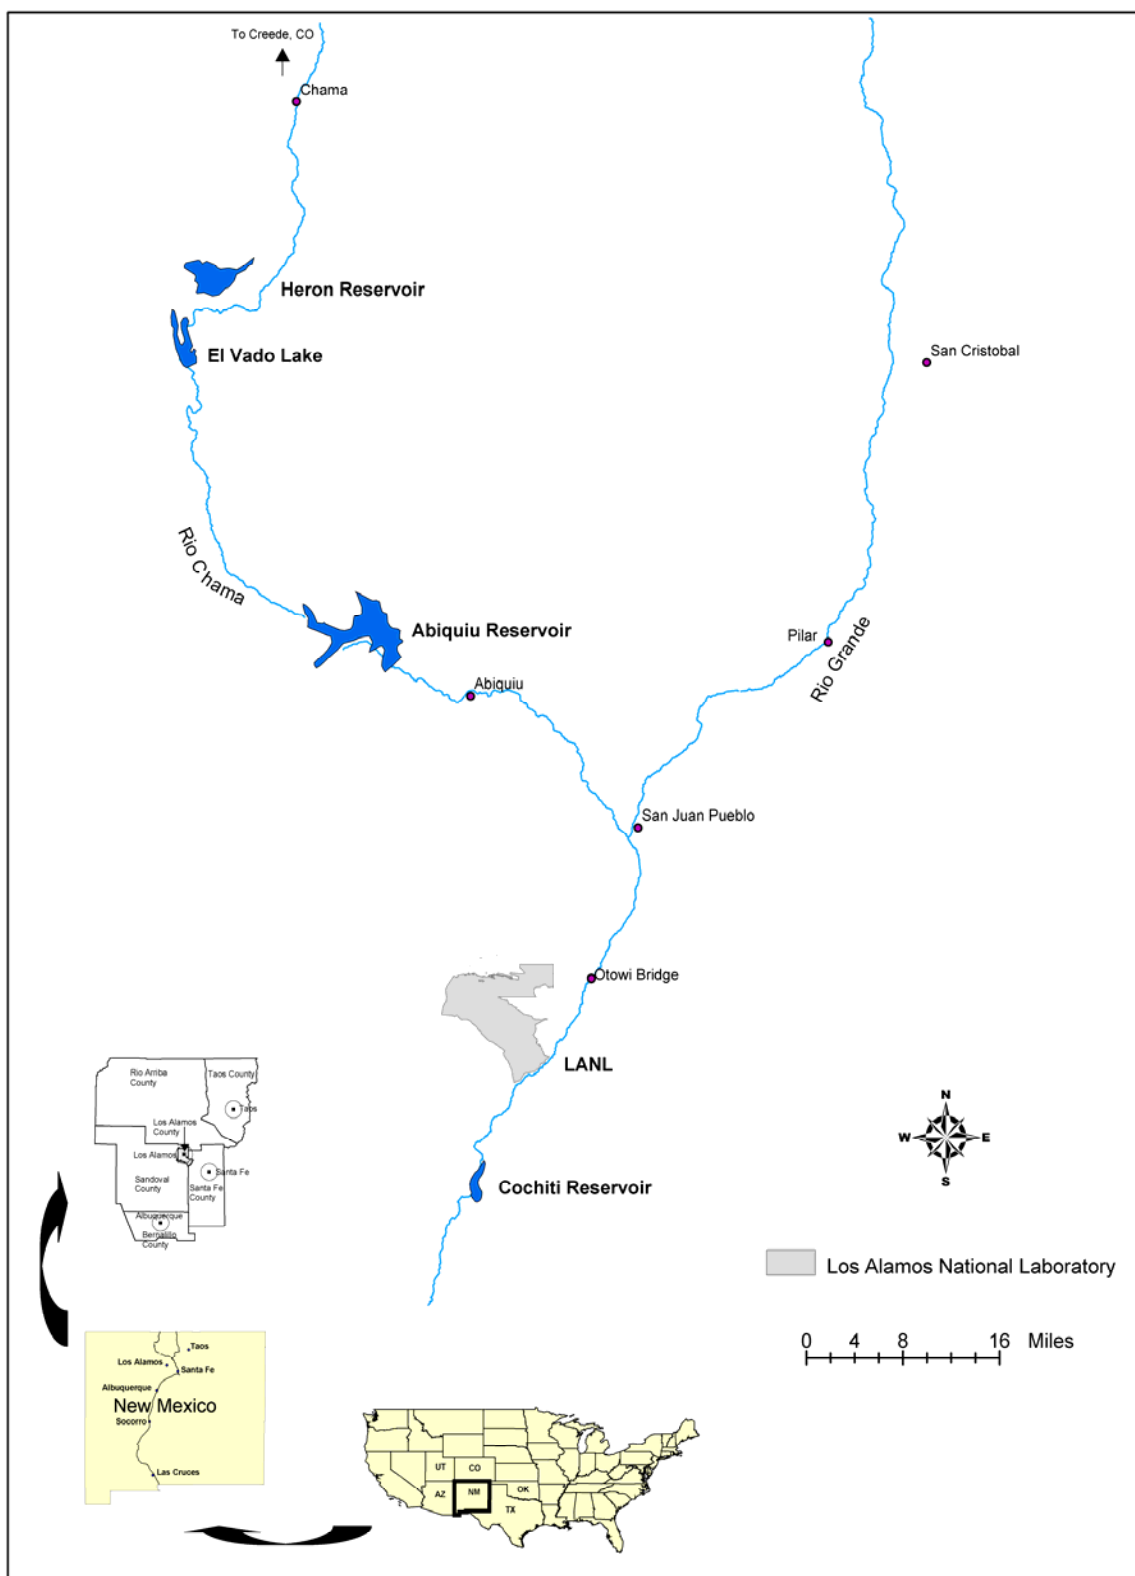 To Creede, CO
Chama
Heron Reservoir
El Vado Lake
San Cristobal
Rio Chama
Abiquiu Reservoir
Pilar
Rio Grande
Abiquiu
San Juan Pueblo
Otowi Bridge
LANL
Cochiti Reservoir
N
W
E
S
Los Alamos National Laboratory
0 4 8 16 Miles
Rio Arriba
County
Taos County
Taos
Los Alamos
County
Los Alamos
Santa Fe
Sandoval
County
Santa Fe
County
Albuquerque
Bernalillo
County
Taos
Los Alamos
Santa Fe
Albuquerque
New Mexico
Socorro
Las Cruces
UT
CO
AZ
NM
OK
TX